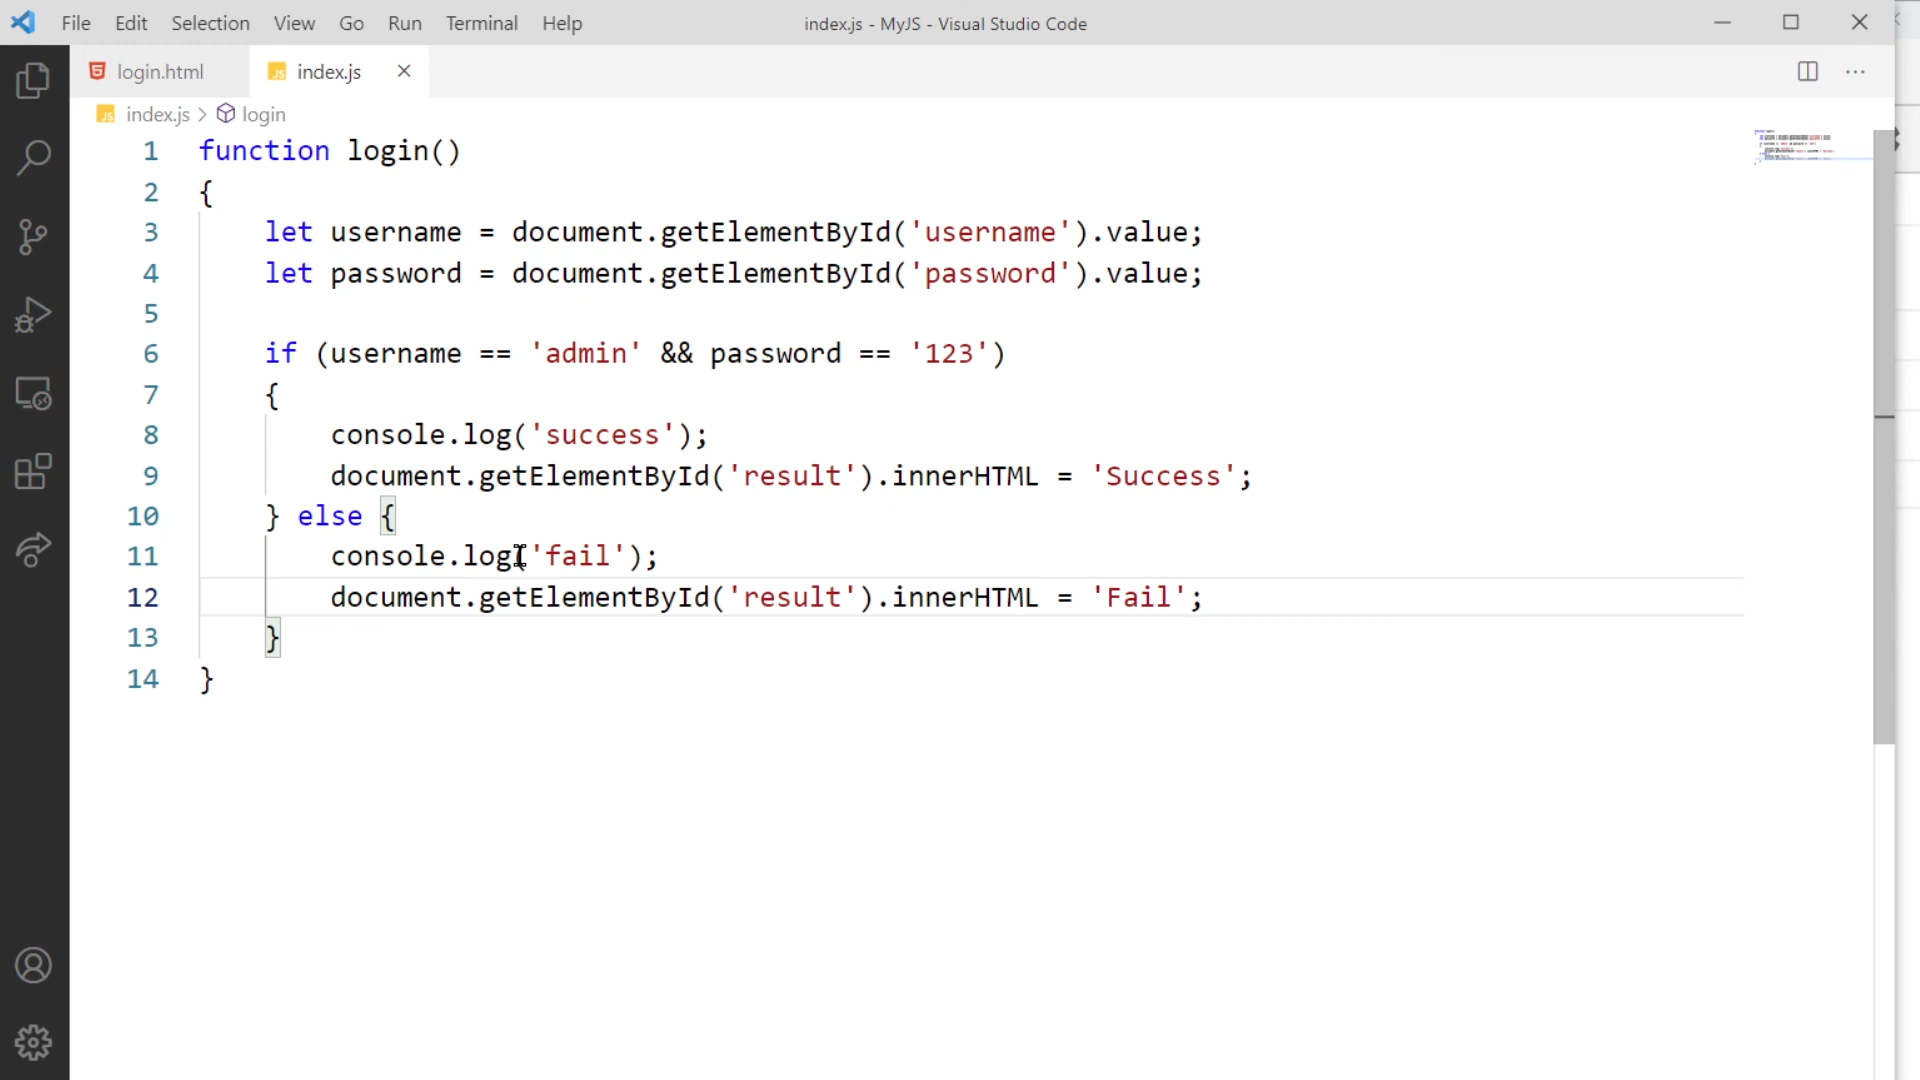 File Edit Selection View Go Run Terminal Help index.js - MyJS - Visual Studio Code
login.html index.js
index.js > login
1 function login()
2 {
3     let username = document.getElementById('username').value;
4     let password = document.getElementById('password').value;
5
6     if (username == 'admin' && password == '123')
7     {
8         console.log('success');
9         document.getElementById('result').innerHTML = 'Success';
10     } else {
11         console.log('fail');
12         document.getElementById('result').innerHTML = 'Fail';
13     }
14 }